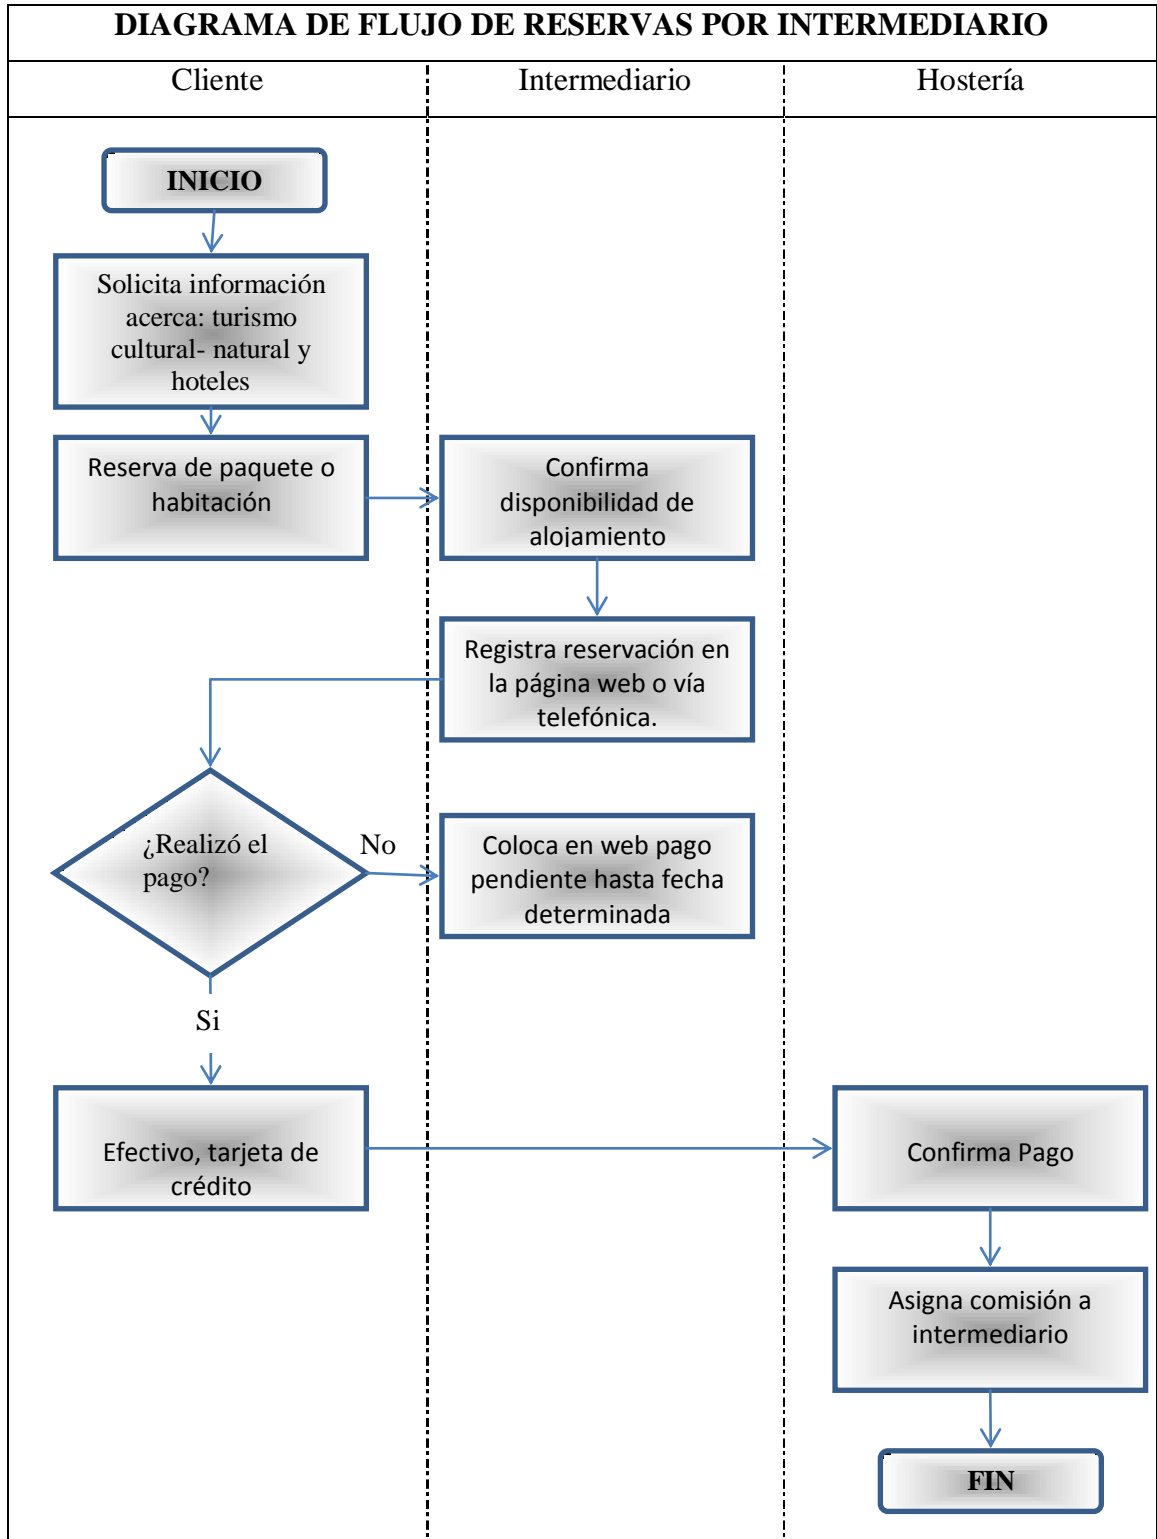 DIAGRAMA DE FLUJO DE RESERVAS POR INTERMEDIARIO
Cliente
Intermediario
Hostería
INICIO
Solicita información
acerca: turismo
cultural- natural y
hoteles
Reserva de paquete o
habitación
Confirma
disponibilidad de
alojamiento
Registra reservación en
la página web o vía
telefónica.
¿Realizó el
pago?
No
Coloca en web pago
pendiente hasta fecha
determinada
Si
Efectivo, tarjeta de
crédito
Confirma Pago
Asigna comisión a
intermediario
FIN